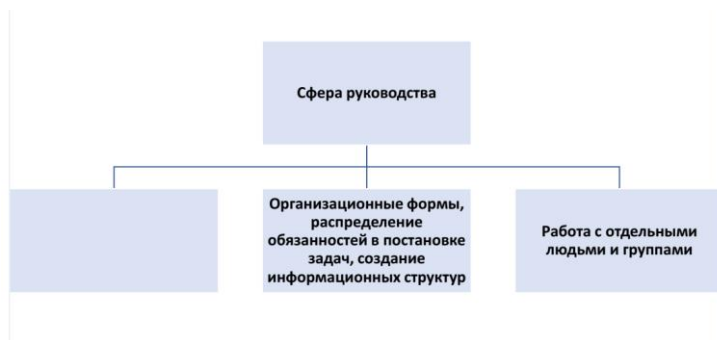 Сфера руководства
Организационные формы,
распределение
обязанностей в постановке
задач, создание
информационных структур
Работа с отдельными
людьми и группами